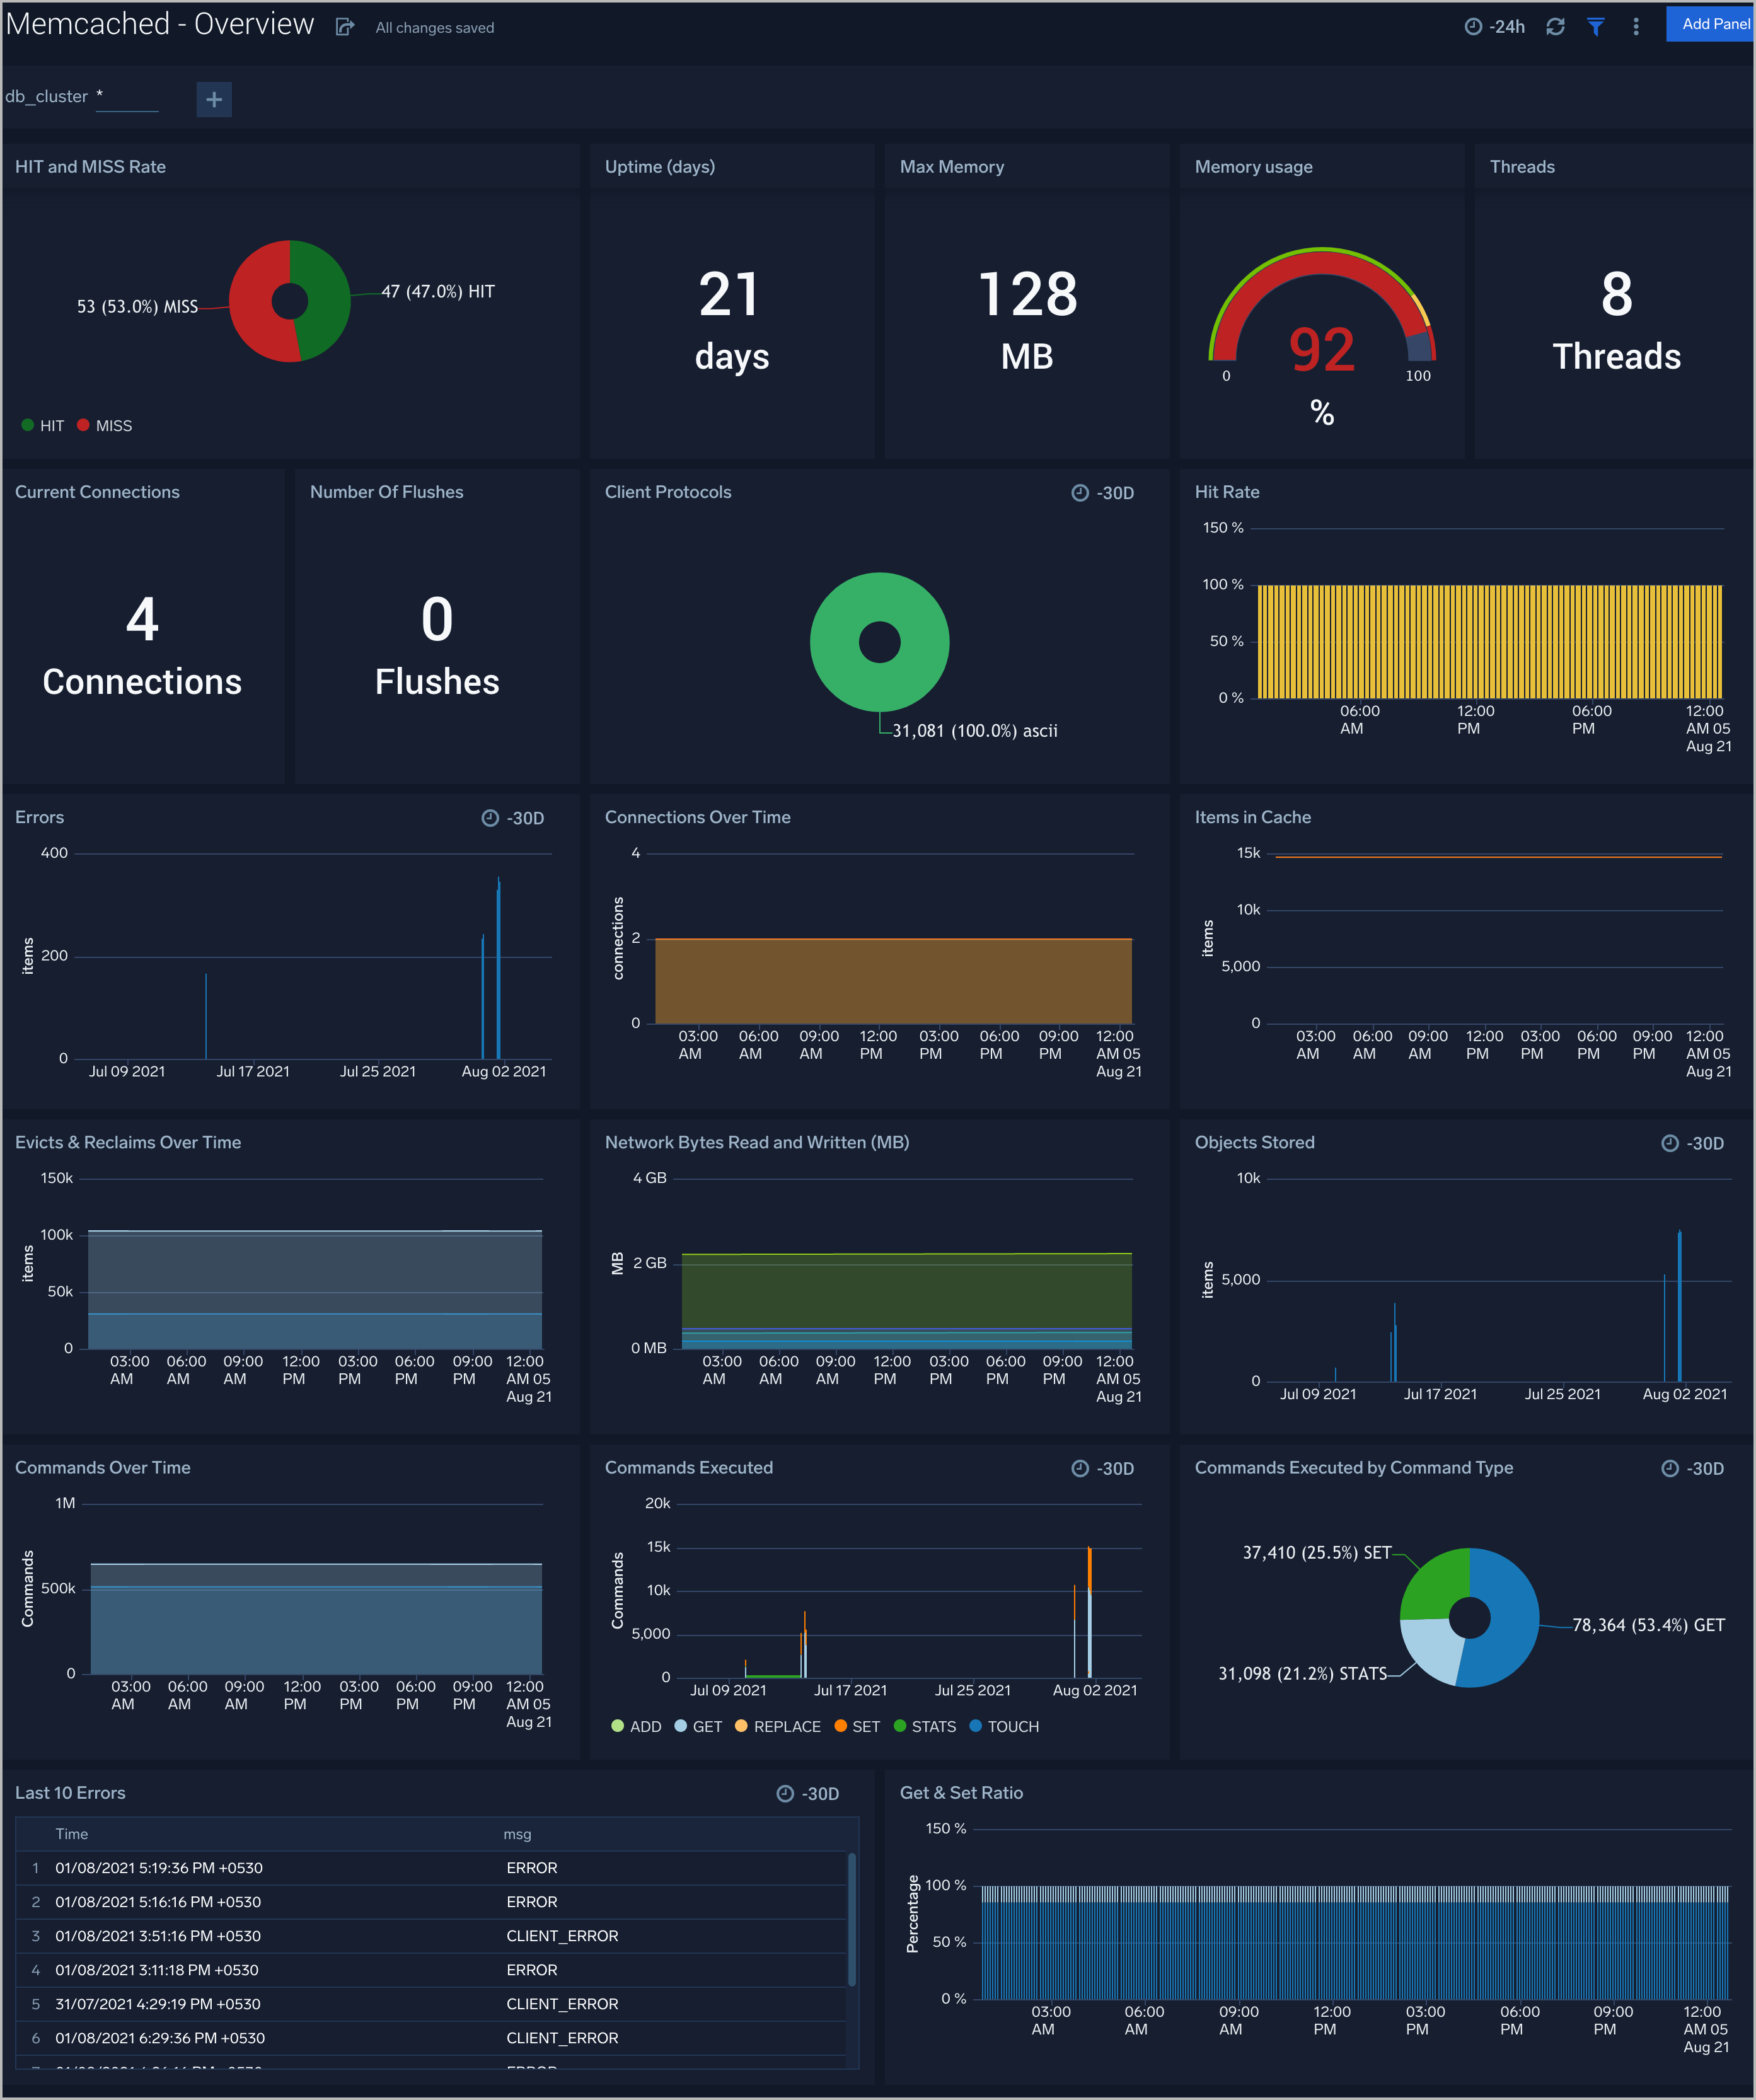 Memcached - Overview
All changes saved
-24h
Add Panel
db_cluster *
+
HIT and MISS Rate
53 (53.0%) MISS
47 (47.0%) HIT
HIT MISS
Uptime (days)
21
days
Max Memory
128
MB
Memory usage
92
0 100
%
Threads
8
Threads
Current Connections
4
Connections
Number Of Flushes
0
Flushes
Client Protocols
-30D
31,081 (100.0%) ascii
Hit Rate
150 %
100 %
50 %
0 %
06:00 12:00 06:00 12:00
AM PM PM AM 05
Aug 21
Errors
-30D
400
200
0
items
Jul 09 2021 Jul 17 2021 Jul 25 2021 Aug 02 2021
Connections Over Time
4
2
0
connections
03:00 06:00 09:00 12:00 03:00 06:00 09:00 12:00
AM AM AM PM PM PM PM AM 05
Aug 21
Items in Cache
15k
10k
5,000
0
items
03:00 06:00 09:00 12:00 03:00 06:00 09:00 12:00
AM AM AM PM PM PM PM AM 05
Aug 21
Evicts & Reclaims Over Time
150k
100k
50k
0
items
03:00 06:00 09:00 12:00 03:00 06:00 09:00 12:00
AM AM AM PM PM PM PM AM 05
Aug 21
Network Bytes Read and Written (MB)
4 GB
2 GB
0 MB
MB
03:00 06:00 09:00 12:00 03:00 06:00 09:00 12:00
AM AM AM PM PM PM PM AM 05
Aug 21
Objects Stored
-30D
10k
5,000
0
items
Jul 09 2021 Jul 17 2021 Jul 25 2021 Aug 02 2021
Commands Over Time
1M
500k
0
Commands
03:00 06:00 09:00 12:00 03:00 06:00 09:00 12:00
AM AM AM PM PM PM PM AM 05
Aug 21
Commands Executed
-30D
20k
15k
10k
5,000
0
Commands
Jul 09 2021 Jul 17 2021 Jul 25 2021 Aug 02 2021
ADD GET REPLACE SET STATS TOUCH
Commands Executed by Command Type
-30D
37,410 (25.5%) SET
78,364 (53.4%) GET
31,098 (21.2%) STATS
Last 10 Errors
-30D
Time msg
1 01/08/2021 5:19:36 PM +0530 ERROR
2 01/08/2021 5:16:16 PM +0530 ERROR
3 01/08/2021 3:51:16 PM +0530 CLIENT_ERROR
4 01/08/2021 3:11:18 PM +0530 ERROR
5 31/07/2021 4:29:19 PM +0530 CLIENT_ERROR
6 01/08/2021 6:29:36 PM +0530 CLIENT_ERROR
Get & Set Ratio
150 %
100 %
50 %
0 %
Percentage
03:00 06:00 09:00 12:00 03:00 06:00 09:00 12:00
AM AM AM PM PM PM PM AM 05
Aug 21